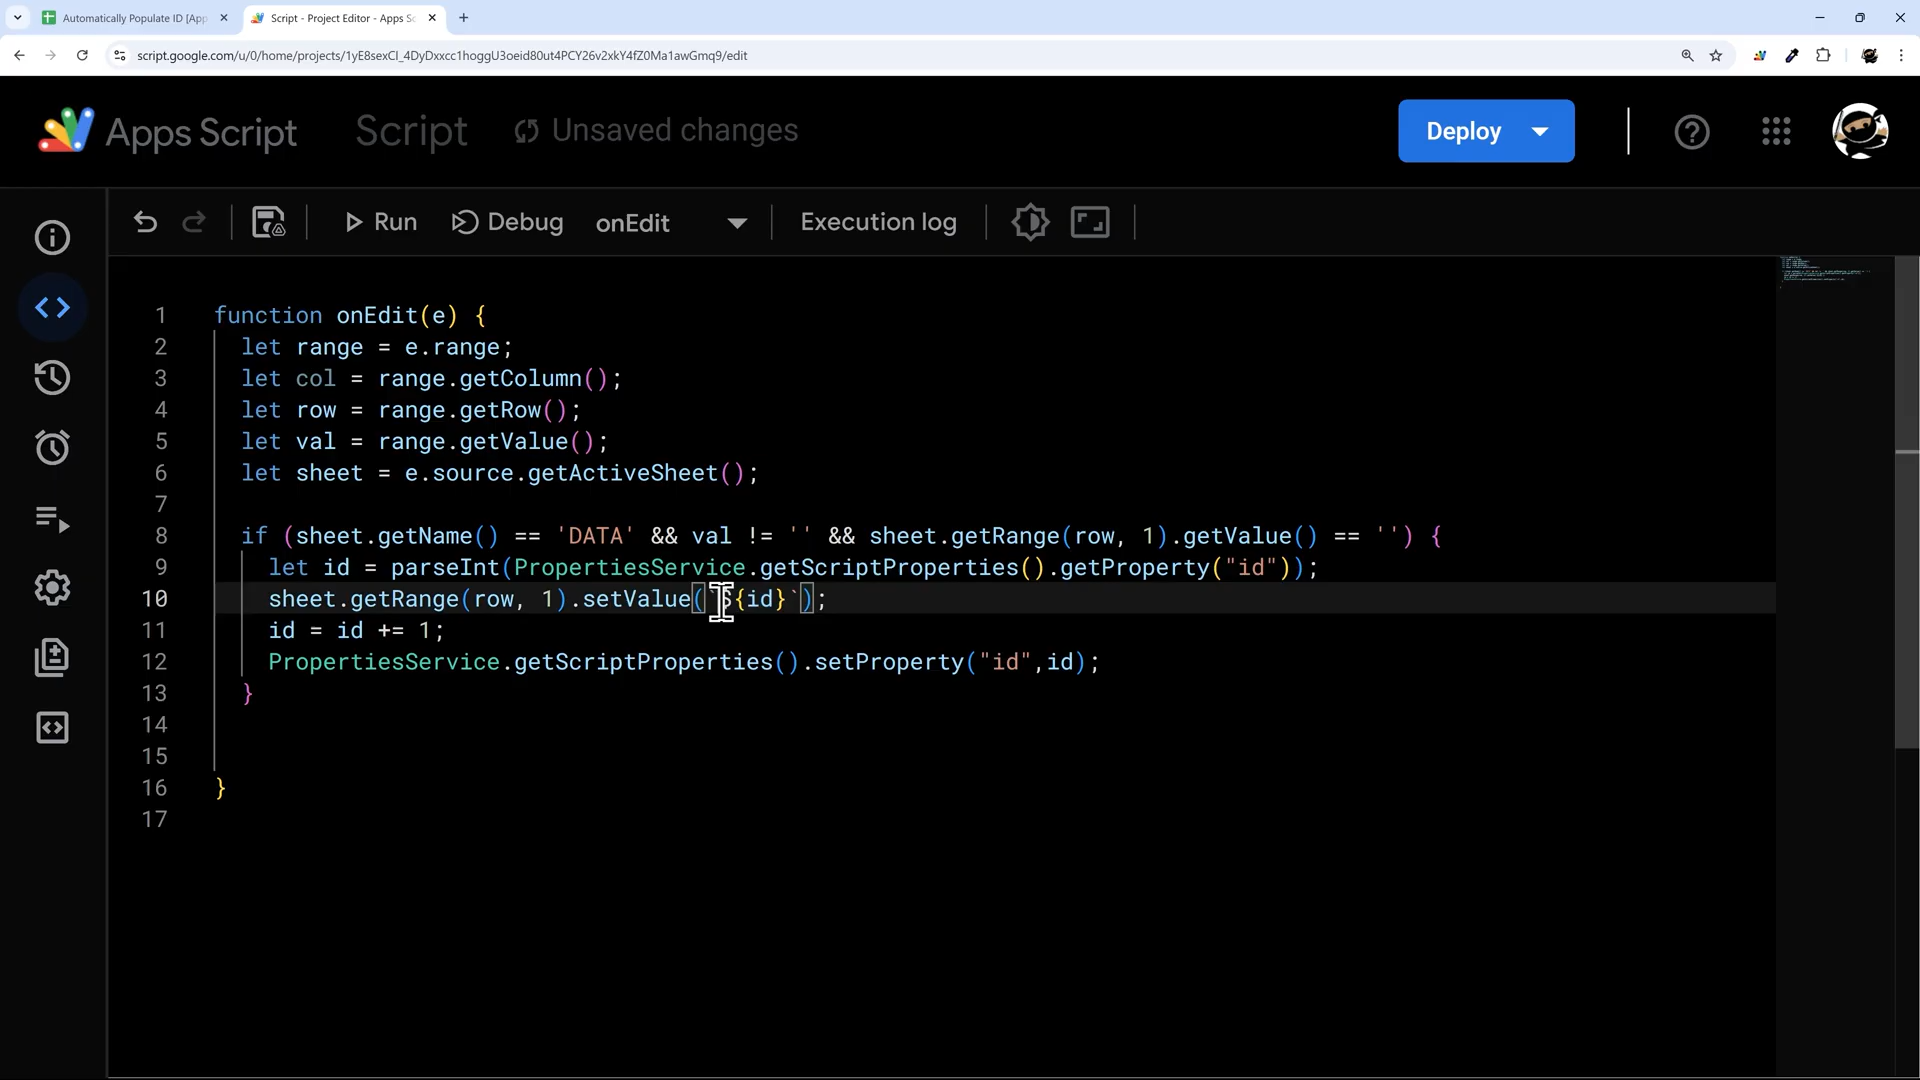 Automatically Populate ID [App
Script - Project Editor - Apps Sc
script.google.com/u/0/home/projects/1yE8sexCI_4DyDxxcc1hoggU3oeid80ut4PCY26v2xkY4fZ0Ma1awGmq9/edit
Apps Script
Script
Unsaved changes
Deploy
Run
Debug
onEdit
Execution log
1 function onEdit(e) {
2 let range = e.range;
3 let col = range.getColumn();
4 let row = range.getRow();
5 let val = range.getValue();
6 let sheet = e.source.getActiveSheet();
7
8 if (sheet.getName() == 'DATA' && val != '' && sheet.getRange(row, 1).getValue() == '') {
9 let id = parseInt(PropertiesService.getScriptProperties().getProperty("id"));
10 sheet.getRange(row, 1).setValue(`${id}`);
11 id = id += 1;
12 PropertiesService.getScriptProperties().setProperty("id",id);
13 }
14
15
16 }
17